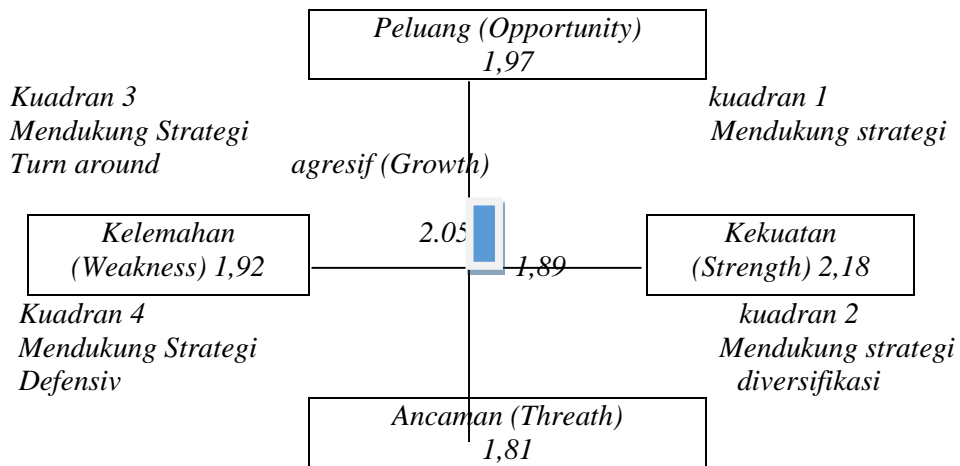 Peluang (Opportunity)
1,97
Kuadran 3
Mendukung Strategi
Turn around
kuadran 1
Mendukung strategi
agresif (Growth)
Kelemahan
(Weakness) 1,92
2.05
1,89
Kekuatan
(Strength) 2,18
Kuadran 4
Mendukung Strategi
Defensiv
kuadran 2
Mendukung strategi
diversifikasi
Ancaman (Threath)
1,81